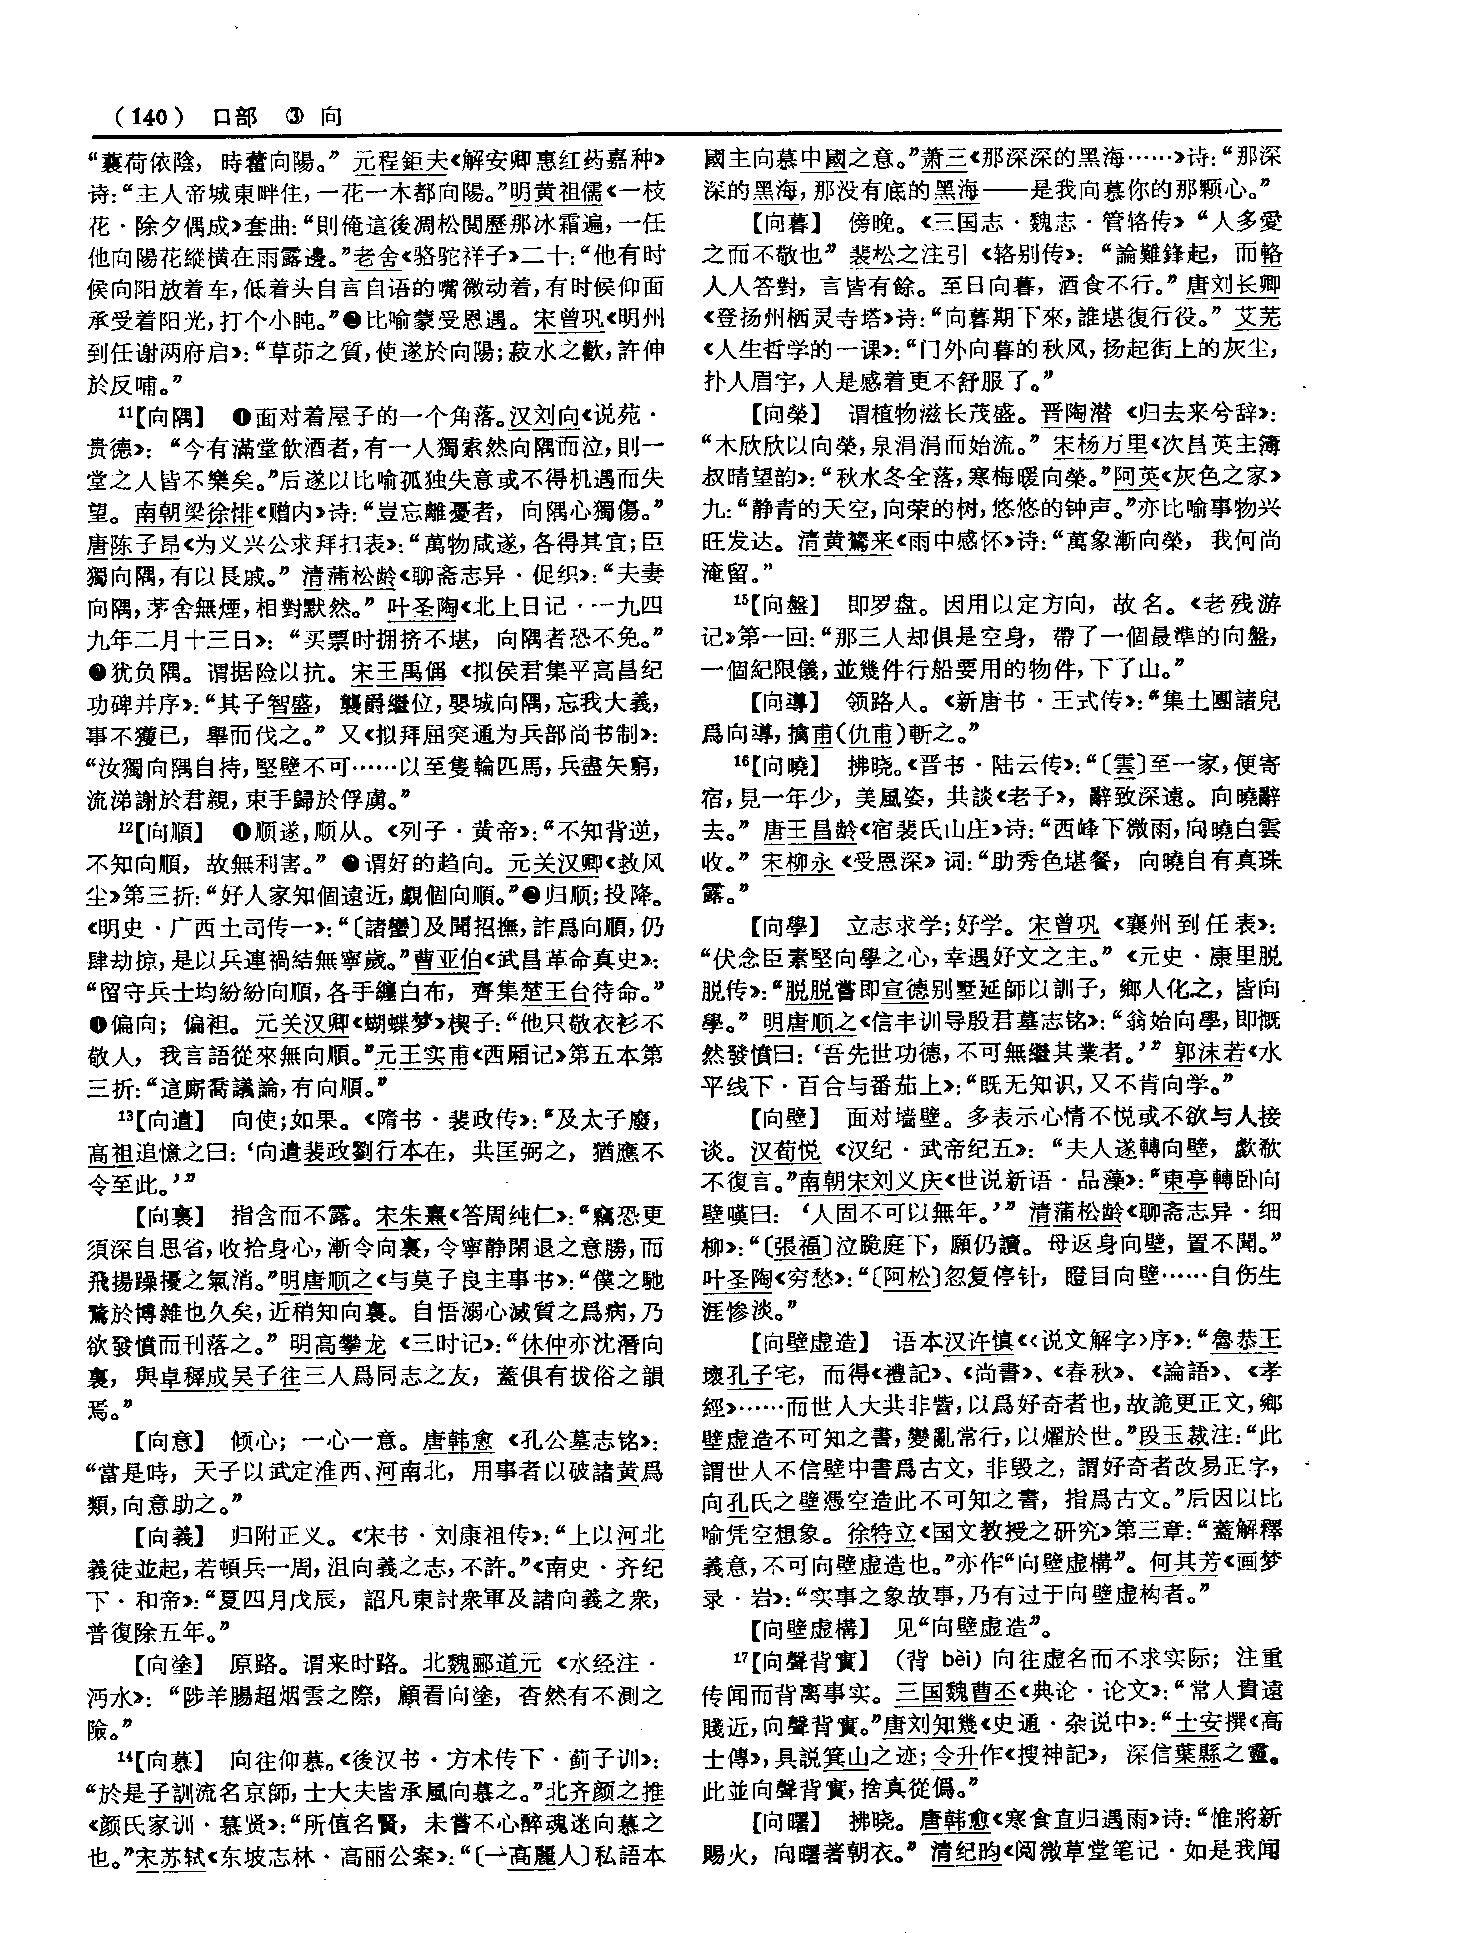 （140） 口部 ③ 向
“蘘荷依陰，時藿向陽。”元程鉅夫《解安卿惠红药嘉种》
诗：“主人帝城東畔住，一花一木都向陽。”明黄祖儒《一枝
花·除夕偶成》套曲：“則俺這後凋松閲歷那冰霜遍，一任
他向陽花縱横在雨露邊。”老舍《骆驼祥子》二十：“他有时
候向阳放着车，低着头自言自语的嘴微动着，有时候仰面
承受着阳光，打个小盹。”❷比喻蒙受恩遇。宋曾巩《明州
到任谢两府启》：“草茆之質，使遂於向陽；菽水之歡，許伸
於反哺。”
11【向隅】 ❶面对着屋子的一个角落。汉刘向《说苑·
贵德》：“今有滿堂飲酒者，有一人獨索然向隅而泣，則一
堂之人皆不樂矣。”后遂以比喻孤独失意或不得机遇而失
望。南朝梁徐悱《赠内》诗：“豈忘離憂者，向隅心獨傷。”
唐陈子昂《为义兴公求拜扫表》：“萬物咸遂，各得其宜；臣
獨向隅，有以長戚。”清蒲松龄《聊斋志异·促织》：“夫妻
向隅，茅舍無煙，相對默然。”叶圣陶《北上日记·一九四
九年二月十三日》：“买票时拥挤不堪，向隅者恐不免。”
❷犹负隅。谓据险以抗。宋王禹偁《拟侯君集平高昌纪
功碑并序》：“其子智盛，襲爵繼位，嬰城向隅，忘我大義，
事不獲已，舉而伐之。”又《拟拜屈突通为兵部尚书制》：
“汝獨向隅自持，堅壁不可……以至隻輪匹馬，兵盡矢窮，
流涕謝於君親，束手歸於俘虜。”
12【向順】 ❶顺遂，顺从。《列子·黄帝》：“不知背逆，
不知向順，故無利害。”❷谓好的趋向。元关汉卿《救风
尘》第三折：“好人家知個遠近，覷個向順。”❸归顺；投降。
《明史·广西土司传一》：“〔諸蠻〕及聞招撫，詐爲向順，仍
肆劫掠，是以兵連禍結無寧歲。”曹亚伯《武昌革命真史》：
“留守兵士均紛紛向順，各手纏白布，齊集楚王台待命。”
❹偏向；偏袒。元关汉卿《蝴蝶梦》楔子：“他只敬衣衫不
敬人，我言語從來無向順。”元王实甫《西厢记》第五本第
三折：“這廝喬議論，有向順。”
13【向遣】 向使；如果。《隋书·裴政传》：“及太子廢，
高祖追憶之曰：‘向遣裴政劉行本在，共匡弼之，猶應不
令至此。’”
【向裏】 指含而不露。宋朱熹《答周纯仁》：“竊恐更
須深自思省，收拾身心，漸令向裏，令寧静閑退之意勝，而
飛揚躁擾之氣消。”明唐顺之《与莫子良主事书》：“僕之馳
騖於博雜也久矣，近稍知向裏。自悟溺心滅質之爲病，乃
欲發憤而刊落之。”明高攀龙《三时记》：“休仲亦沈潛向
裏，與卓穉成吴子往三人爲同志之友，蓋俱有拔俗之韻
焉。”
【向意】 倾心；一心一意。唐韩愈《孔公墓志铭》：
“當是時，天子以武定淮西、河南北，用事者以破諸黄爲
類，向意助之。”
【向義】 归附正义。《宋书·刘康祖传》：“上以河北
義徒並起，若頓兵一周，沮向義之志，不許。”《南史·齐纪
下·和帝》：“夏四月戊辰，詔凡東討衆軍及諸向義之衆，
普復除五年。”
【向塗】 原路。谓来时路。北魏郦道元《水经注·
沔水》：“陟羊腸超烟雲之際，顧看向塗，杳然有不測之
險。”
14【向慕】 向往仰慕。《後汉书·方术传下·蓟子训》：
“於是子訓流名京師，士大夫皆承風向慕之。”北齐颜之推
《颜氏家训·慕贤》：“所值名賢，未嘗不心醉魂迷向慕之
也。”宋苏轼《东坡志林·高丽公案》：“〔一高麗人〕私語本
國主向慕中國之意。”萧三《那深深的黑海……》诗：“那深
深的黑海，那没有底的黑海——是我向慕你的那颗心。”
【向暮】 傍晚。《三国志·魏志·管辂传》“人多愛
之而不敬也”裴松之注引《辂别传》：“論難鋒起，而輅
人人答對，言皆有餘。至日向暮，酒食不行。”唐刘长卿
《登扬州栖灵寺塔》诗：“向暮期下來，誰堪復行役。”艾芜
《人生哲学的一课》：“门外向暮的秋风，扬起街上的灰尘，
扑人眉宇，人是感着更不舒服了。”
【向榮】 谓植物滋长茂盛。晋陶潜《归去来兮辞》：
“木欣欣以向榮，泉涓涓而始流。”宋杨万里《次昌英主簿
叔晴望韵》：“秋水冬全落，寒梅暖向榮。”阿英《灰色之家》
九：“静青的天空，向荣的树，悠悠的钟声。”亦比喻事物兴
旺发达。清黄鷟来《雨中感怀》诗：“萬象漸向榮，我何尚
淹留。”
15【向盤】 即罗盘。因用以定方向，故名。《老残游
记》第一回：“那三人却俱是空身，帶了一個最準的向盤，
一個紀限儀，並幾件行船要用的物件，下了山。”
【向導】 领路人。《新唐书·王式传》：“集土團諸兒
爲向導，擒甫（仇甫）斬之。”
16【向曉】 拂晓。《晋书·陆云传》：“〔雲〕至一家，便寄
宿，見一年少，美風姿，共談《老子》，辭致深遠。向曉辭
去。”唐王昌龄《宿裴氏山庄》诗：“西峰下微雨，向曉白雲
收。”宋柳永《受恩深》词：“助秀色堪餐，向曉自有真珠
露。”
【向學】 立志求学；好学。宋曾巩《襄州到任表》：
“伏念臣素堅向學之心，幸遇好文之主。”《元史·康里脱
脱传》：“脱脱嘗即宣德别墅延師以訓子，鄉人化之，皆向
學。”明唐顺之《信丰训导殷君墓志铭》：“翁始向學，即慨
然發憤曰：‘吾先世功德，不可無繼其業者。’”郭沫若《水
平线下·百合与番茄上》：“既无知识，又不肯向学。”
【向壁】 面对墙壁。多表示心情不悦或不欲与人接
谈。汉荀悦《汉纪·武帝纪五》：“夫人遂轉向壁，歔欷
不復言。”南朝宋刘义庆《世说新语·品藻》：“東亭轉卧向
壁嘆曰：‘人固不可以無年。’”清蒲松龄《聊斋志异·细
柳》：“〔張福〕泣跪庭下，願仍讀。母返身向壁，置不聞。”
叶圣陶《穷愁》：“〔阿松〕忽复停针，瞪目向壁……自伤生
涯惨淡。”
【向壁虚造】 语本汉许慎《〈说文解字〉序》：“魯恭王
壞孔子宅，而得《禮記》、《尚書》、《春秋》、《論語》、《孝
經》……而世人大共非訾，以爲好奇者也，故詭更正文，鄉
壁虚造不可知之書，變亂常行，以燿於世。”段玉裁注：“此
謂世人不信壁中書爲古文，非毁之，謂好奇者改易正字，
向孔氏之壁憑空造此不可知之書，指爲古文。”后因以比
喻凭空想象。徐特立《国文教授之研究》第三章：“蓋解釋
義意，不可向壁虚造也。”亦作“向壁虚構”。何其芳《画梦
录·岩》：“实事之象故事，乃有过于向壁虚构者。”
【向壁虚構】 见“向壁虚造”。
17【向聲背實】 （背 bèi）向往虚名而不求实际；注重
传闻而背离事实。三国魏曹丕《典论·论文》：“常人貴遠
賤近，向聲背實。”唐刘知幾《史通·杂说中》：“士安撰《高
士傳》，具說箕山之迹；令升作《搜神記》，深信葉縣之靈。
此並向聲背實，捨真從僞。”
【向曙】 拂晓。唐韩愈《寒食直归遇雨》诗：“惟將新
賜火，向曙著朝衣。”清纪昀《阅微草堂笔记·如是我闻